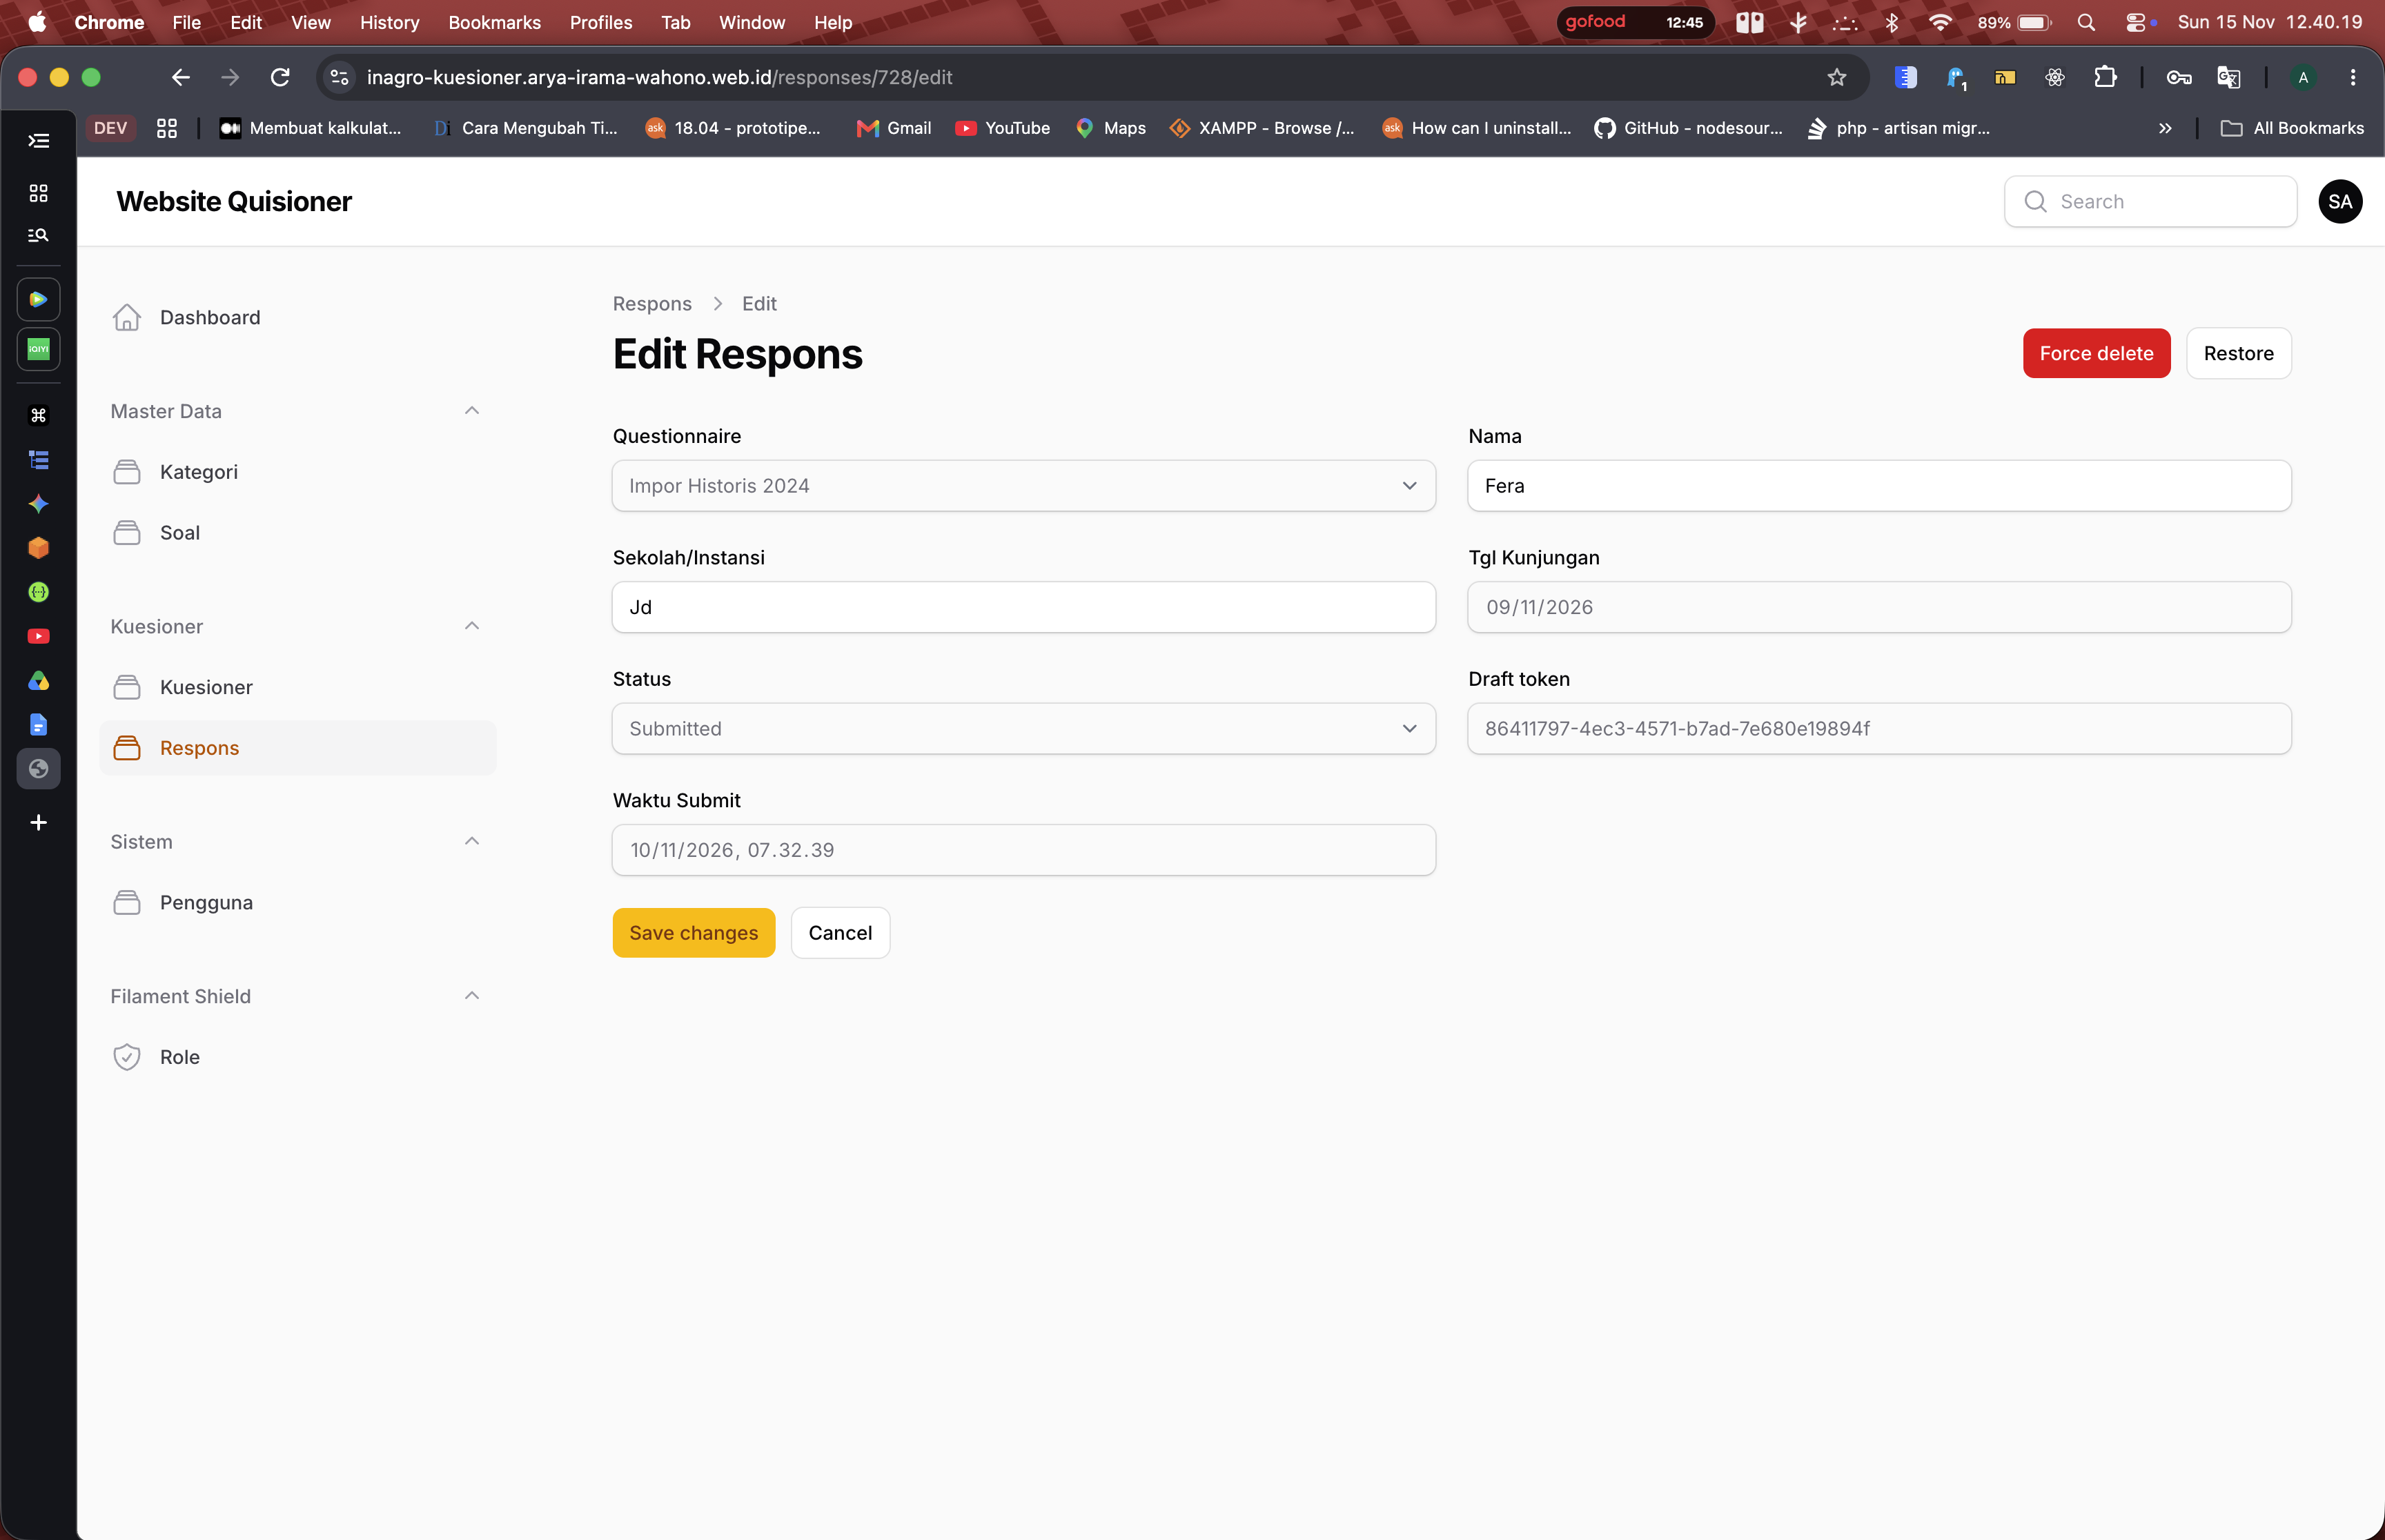 Chrome File Edit View History Bookmarks Profiles Tab Window Help gofood 12:45 89% Sun 15 Nov 12.40.19
inagro-kuesioner.arya-irama-wahono.web.id/responses/728/edit 1 A
DEV Membuat kalkulat... Di Cara Mengubah Ti... ask 18.04 - prototipe... Gmail YouTube Maps XAMPP - Browse /... ask How can I uninstall... GitHub - nodesour... php - artisan migr... All Bookmarks
Website Quisioner
Search
SA
iQIYI
Dashboard
Master Data
Kategori
Soal
Kuesioner
Kuesioner
Respons
Sistem
Pengguna
Filament Shield
Role
Respons > Edit
Edit Respons
Force delete Restore
Questionnaire
Impor Historis 2024
Nama
Fera
Sekolah/Instansi
Jd
Tgl Kunjungan
09/11/2026
Status
Submitted
Draft token
86411797-4ec3-4571-b7ad-7e680e19894f
Waktu Submit
10/11/2026, 07.32.39
Save changes Cancel